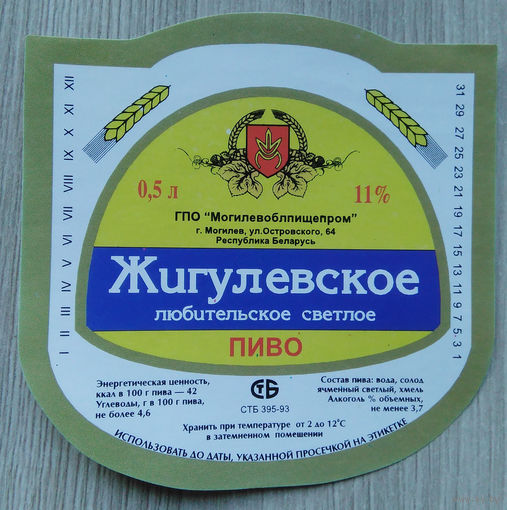 0,5 л
11%
ГПО “Могилевоблпищепром”
г. Могилев, ул.Островского, 64
Республика Беларусь
Жигулевское
любительское светлое
ПИВО
Энергетическая ценность,
ккал в 100 г пива — 42
Углеводы, г в 100 г пива,
не более 4,6
СТБ
СТБ 395-93
Состав пива: вода, солод
ячменный светлый, хмель
Алкоголь % объемных,
не менее 3,7
Хранить при температуре от 2 до 12°С
в затемненном помещении
ИСПОЛЬЗОВАТЬ ДО ДАТЫ, УКАЗАННОЙ ПРОСЕЧКОЙ НА ЭТИКЕТКЕ
I II III IV V VI VII VIII IX X XI XII
31 29 27 25 23 21 19 17 15 13 11 9 7 5 3 1